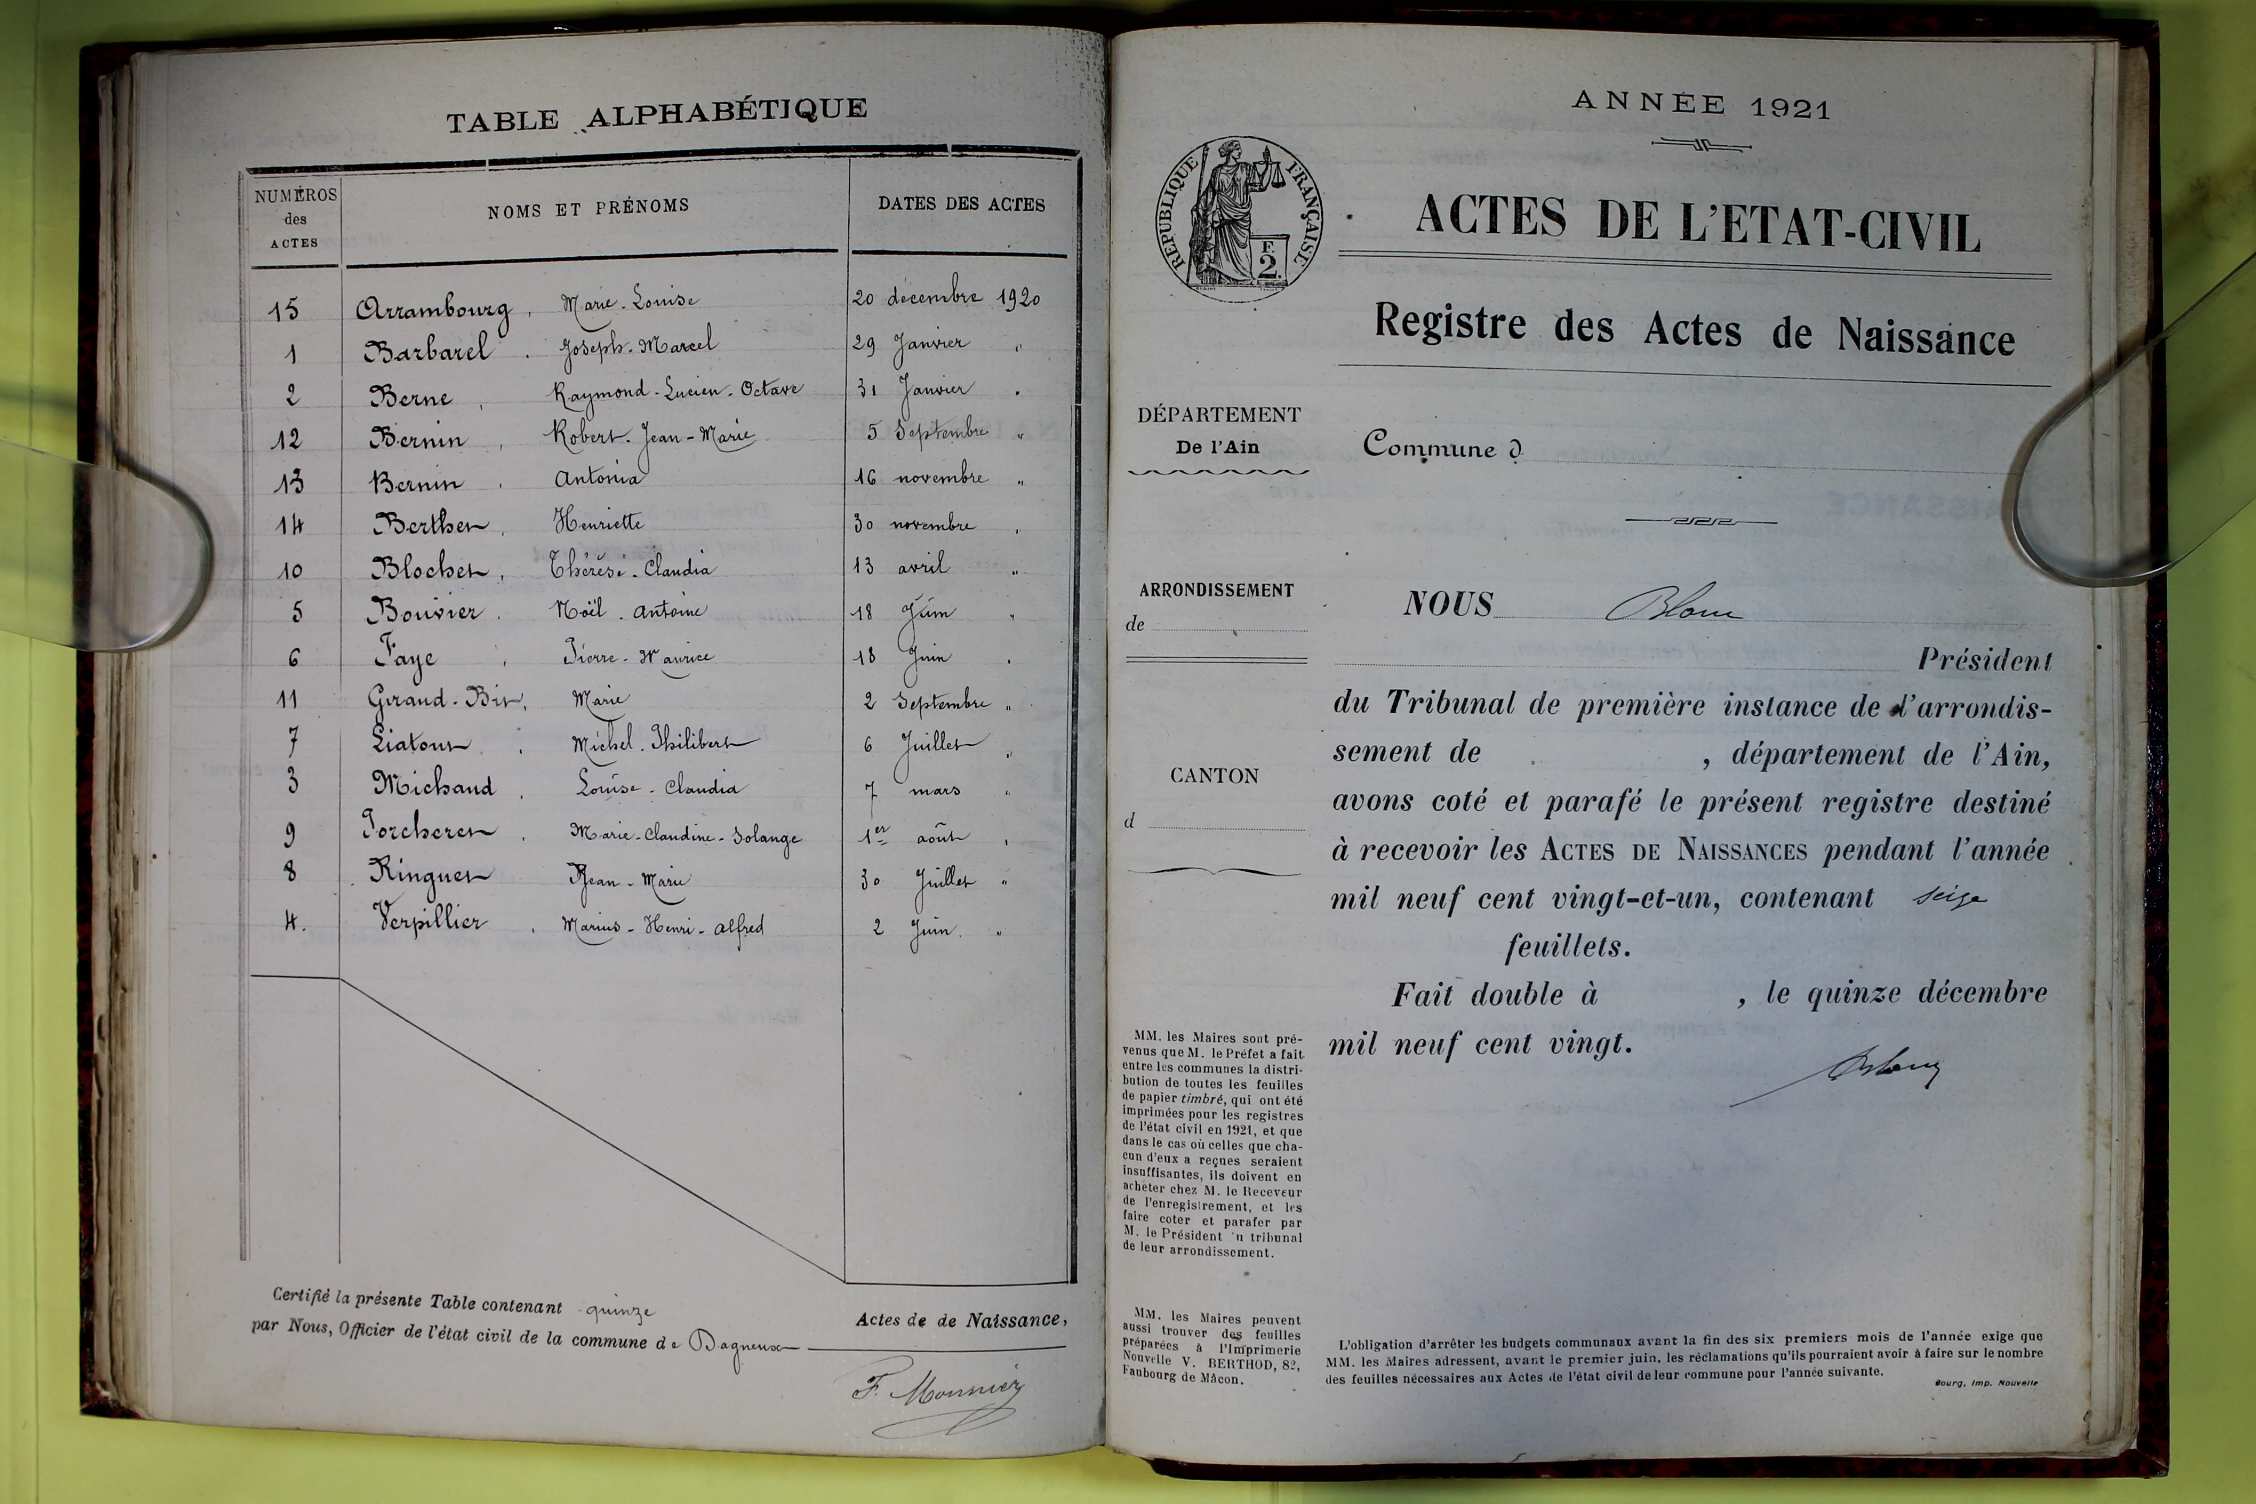 TABLE ALPHABÉTIQUE
NUMÉROS des ACTES NOMS ET PRÉNOMS DATES DES ACTES
15 Arrambourg, Marie-Louise 20 décembre 1920
1 Barbarel, Joseph-Marcel 29 Janvier "
2 Berne, Raymond-Lucien-Octave 31 Janvier "
12 Bernin, Robert-Jean-Marie 5 Septembre "
13 Bernin, Antonia 16 novembre "
14 Berthet, Henriette 30 novembre "
10 Blochet, Thérèse-Claudia 13 avril "
5 Bouvier, Noël-Antoine 18 Juin "
6 Faye, Pierre-Maurice 18 Juin "
11 Giraud-Bit, Marie 2 Septembre "
7 Liatout, Michel-Philibert 6 Juillet "
3 Michaud, Louise-Claudia 7 mars "
9 Porcheret, Marie-Claudine-Solange 1er août "
8 Ringuet, Jean-Marie 30 Juillet "
4. Verpillier, Marius-Henri-Alfred 2 Juin. "
Certifié la présente Table contenant quinze Actes de de Naissance,
par Nous, Officier de l'état civil de la commune de Dagneux
F. Monnier
ANNÉE 1921
RÉPUBLIQUE FRANÇAISE
F.
2.
ACTES DE L'ETAT-CIVIL
Registre des Actes de Naissance
DÉPARTEMENT
De l'Ain
Commune d
ARRONDISSEMENT
de
CANTON
d
NOUS Blanc
Président
du Tribunal de première instance de l'arrondis-
sement de , département de l'Ain,
avons coté et parafé le présent registre destiné
à recevoir les ACTES DE NAISSANCES pendant l'année
mil neuf cent vingt-et-un, contenant seize
feuillets.
Fait double à , le quinze décembre
mil neuf cent vingt.
MM. les Maires sont pré-
venus que M. le Préfet a fait
entre les communes la distri-
bution de toutes les feuilles
de papier timbré, qui ont été
imprimées pour les registres
de l'état civil en 1921, et que
dans le cas où celles que cha-
cun d'eux a reçues seraient
insuffisantes, ils doivent en
acheter chez M. le Receveur
de l'enregistrement, et les
faire coter et parafer par
M. le Président 'u tribunal
de leur arrondissement.
MM. les Maires peuvent
aussi trouver des feuilles
préparées à l'Imprimerie
Nouvelle V. BERTHOD, 82,
Faubourg de Mâcon.
L'obligation d'arrêter les budgets communaux avant la fin des six premiers mois de l'année exige que
MM. les Maires adressent, avant le premier juin, les réclamations qu'ils pourraient avoir à faire sur le nombre
des feuilles nécessaires aux Actes de l'état civil de leur commune pour l'année suivante.
Bourg, Imp. Nouvelle